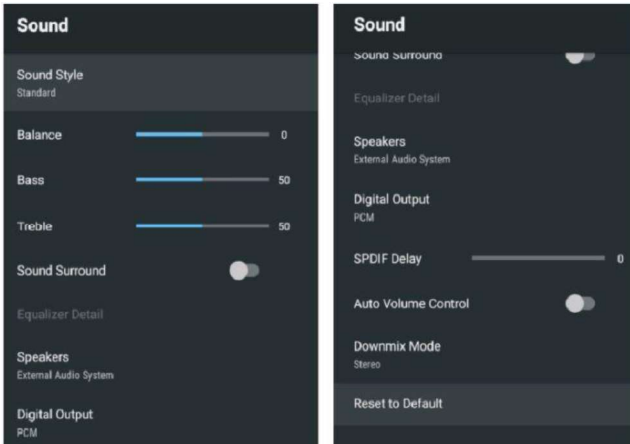 Sound
Sound Style
Standard
Balance 0
Bass 50
Treble 50
Sound Surround
Equalizer Detail
Speakers
External Audio System
Digital Output
PCM
Sound
Sound Surround
Equalizer Detail
Speakers
External Audio System
Digital Output
PCM
SPDIF Delay 0
Auto Volume Control
Downmix Mode
Stereo
Reset to Default